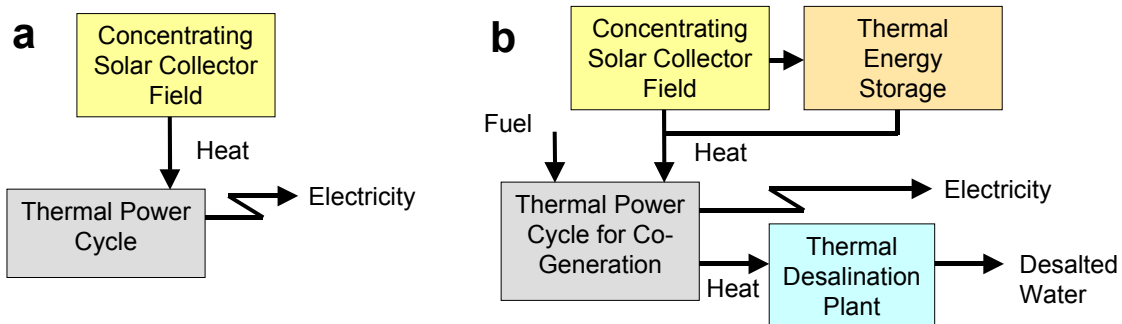 a
Concentrating
Solar Collector
Field
Heat
Thermal Power
Cycle
Electricity
b
Concentrating
Solar Collector
Field
Thermal
Energy
Storage
Fuel
Heat
Thermal Power
Cycle for Co-
Generation
Electricity
Heat
Thermal
Desalination
Plant
Desalted
Water